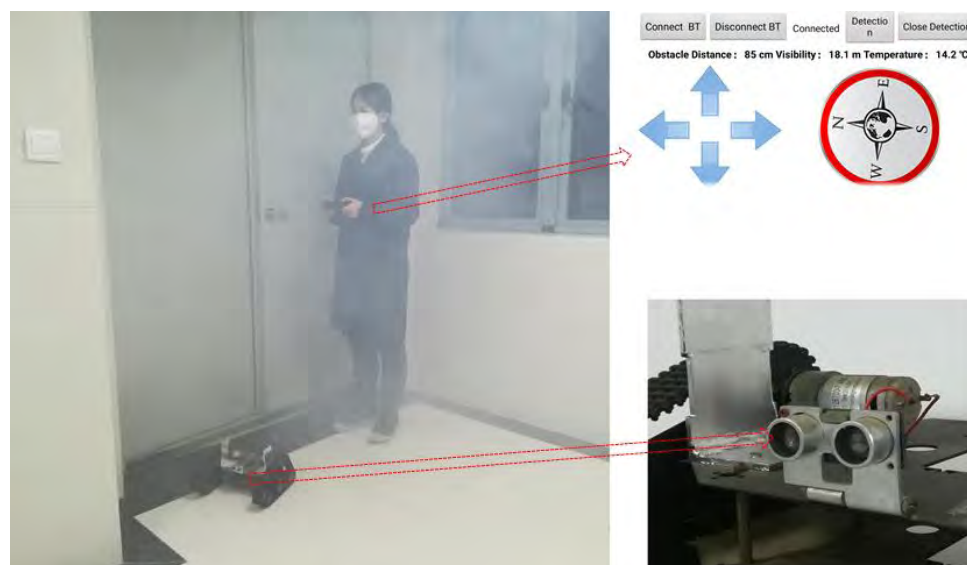 Connect BT Disconnect BT Connected Detectio
n Close Detection
Obstacle Distance : 85 cm Visibility : 18.1 m Temperature : 14.2 °C
E
N
S
W